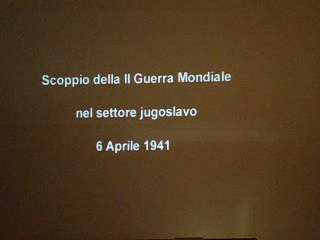 Scoppio della II Guerra Mondiale
nel settore jugoslavo
6 Aprile 1941